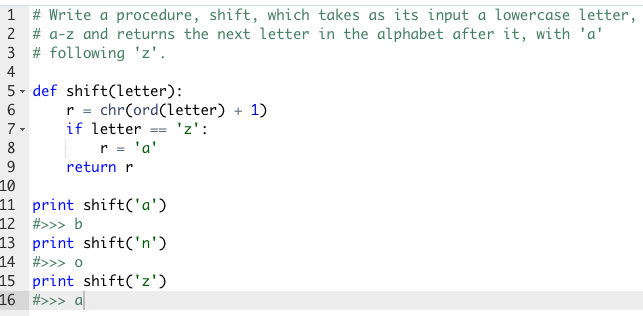 1 # Write a procedure, shift, which takes as its input a lowercase letter,
2 # a-z and returns the next letter in the alphabet after it, with 'a'
3 # following 'z'.
4
5 def shift(letter):
6     r = chr(ord(letter) + 1)
7     if letter == 'z':
8         r = 'a'
9     return r
10
11 print shift('a')
12 #>>> b
13 print shift('n')
14 #>>> o
15 print shift('z')
16 #>>> a